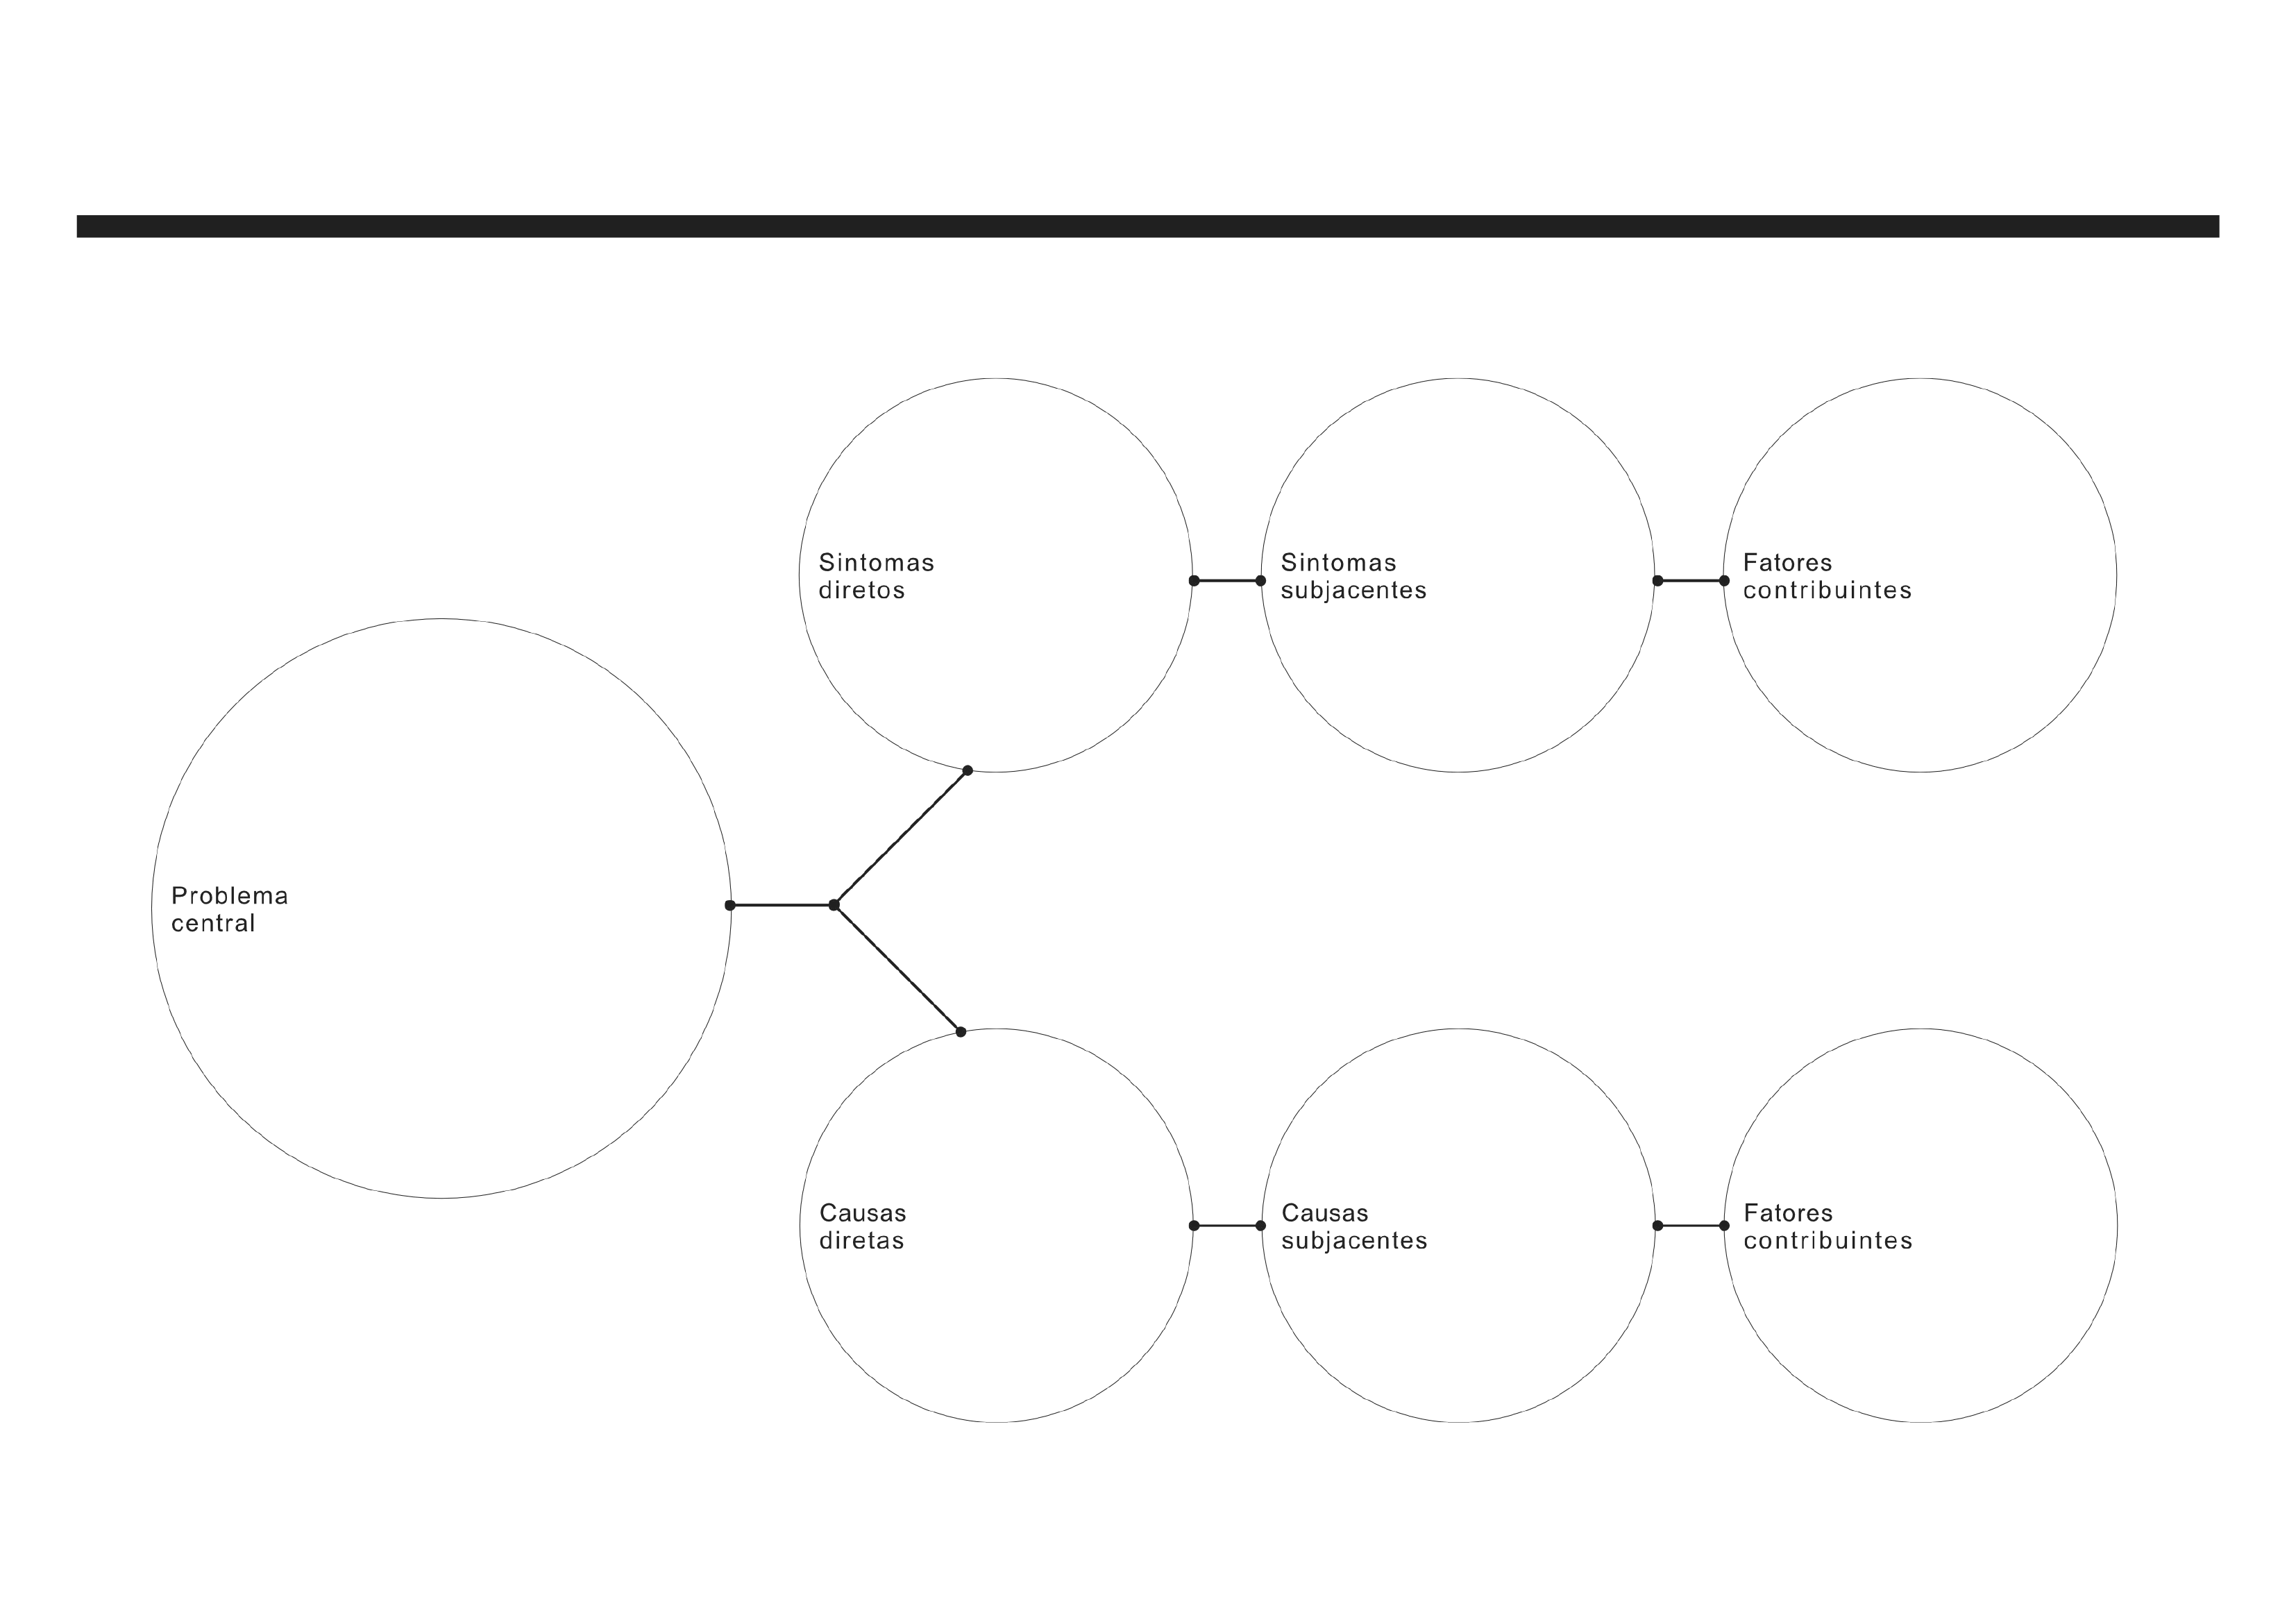 Sintomas
diretos
Sintomas
subjacentes
Fatores
contribuintes
Problema
central
Causas
diretas
Causas
subjacentes
Fatores
contribuintes